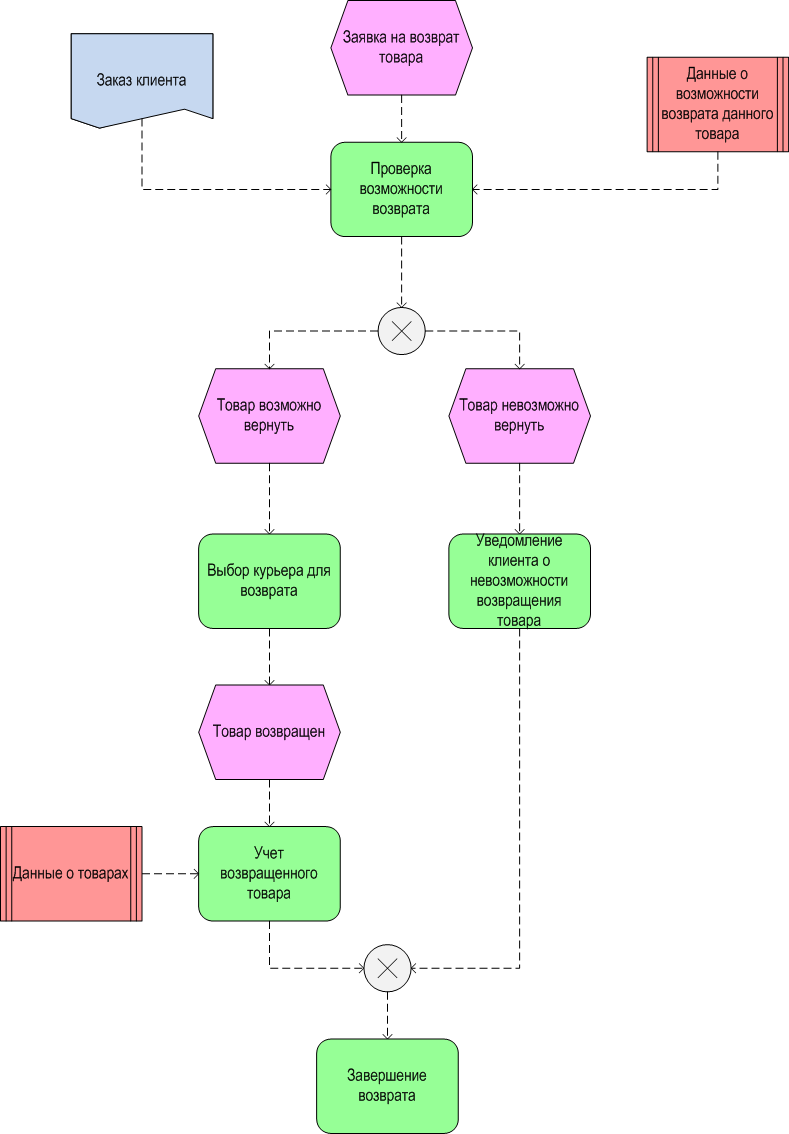 Заявка на возврат
товара
Заказ клиента
Данные о
возможности
возврата данного
товара
Проверка
возможности
возврата
Товар возможно
вернуть
Товар невозможно
вернуть
Выбор курьера для
возврата
Уведомление
клиента о
невозможности
возвращения
товара
Товар возвращен
Данные о товарах
Учет
возвращенного
товара
Завершение
возврата